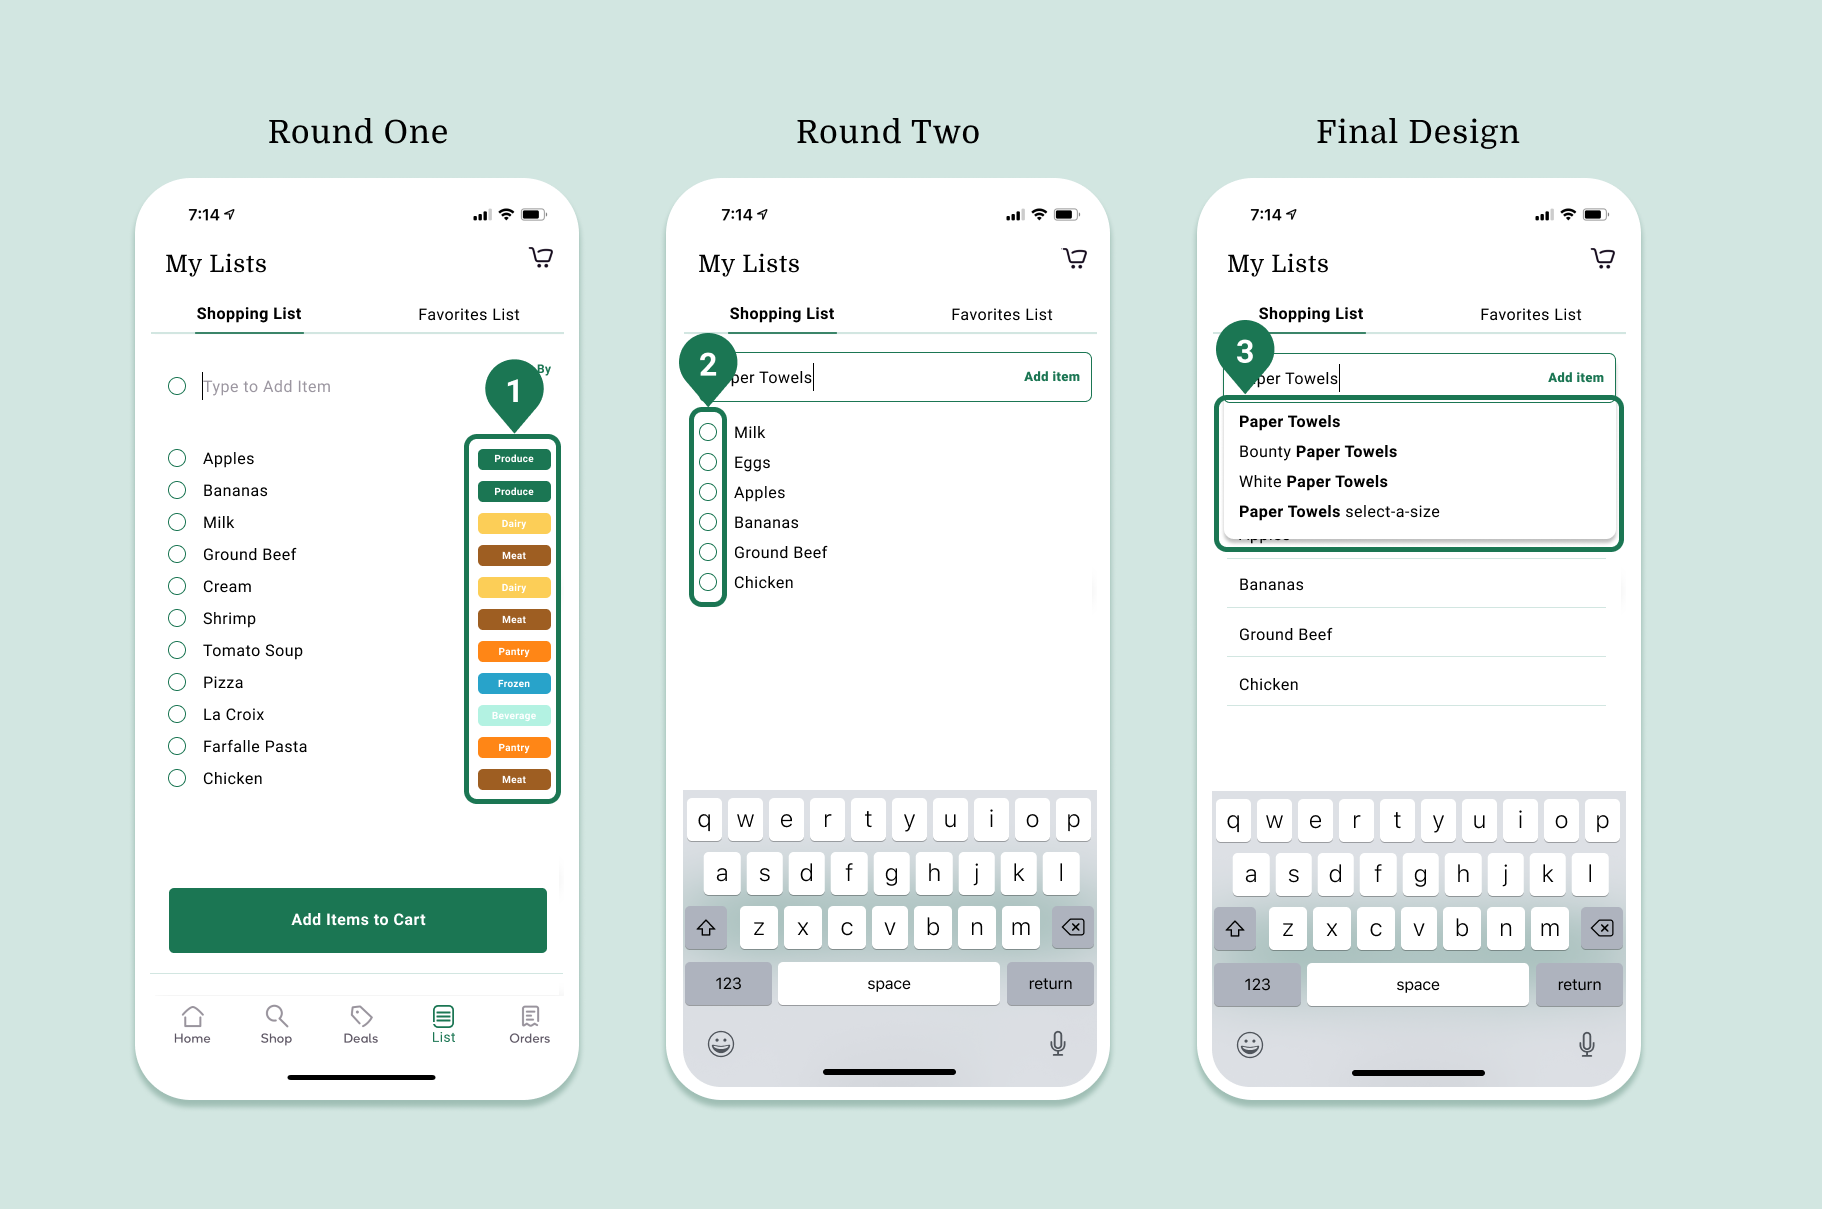 Round One
7:14
My Lists
Shopping List
Favorites List
Type to Add Item
By
1
Apples
Produce
Bananas
Produce
Milk
Dairy
Ground Beef
Meat
Cream
Dairy
Shrimp
Meat
Tomato Soup
Pantry
Pizza
Frozen
La Croix
Beverage
Farfalle Pasta
Pantry
Chicken
Meat
Add Items to Cart
Home
Shop
Deals
List
Orders
Round Two
7:14
My Lists
Shopping List
Favorites List
2
per Towels
Add item
Milk
Eggs
Apples
Bananas
Ground Beef
Chicken
q w e r t y u i o p
a s d f g h j k l
z x c v b n m
123 space return
Final Design
7:14
My Lists
Shopping List
Favorites List
3
per Towels
Add item
Paper Towels
Bounty Paper Towels
White Paper Towels
Paper Towels select-a-size
Apples
Bananas
Ground Beef
Chicken
q w e r t y u i o p
a s d f g h j k l
z x c v b n m
123 space return